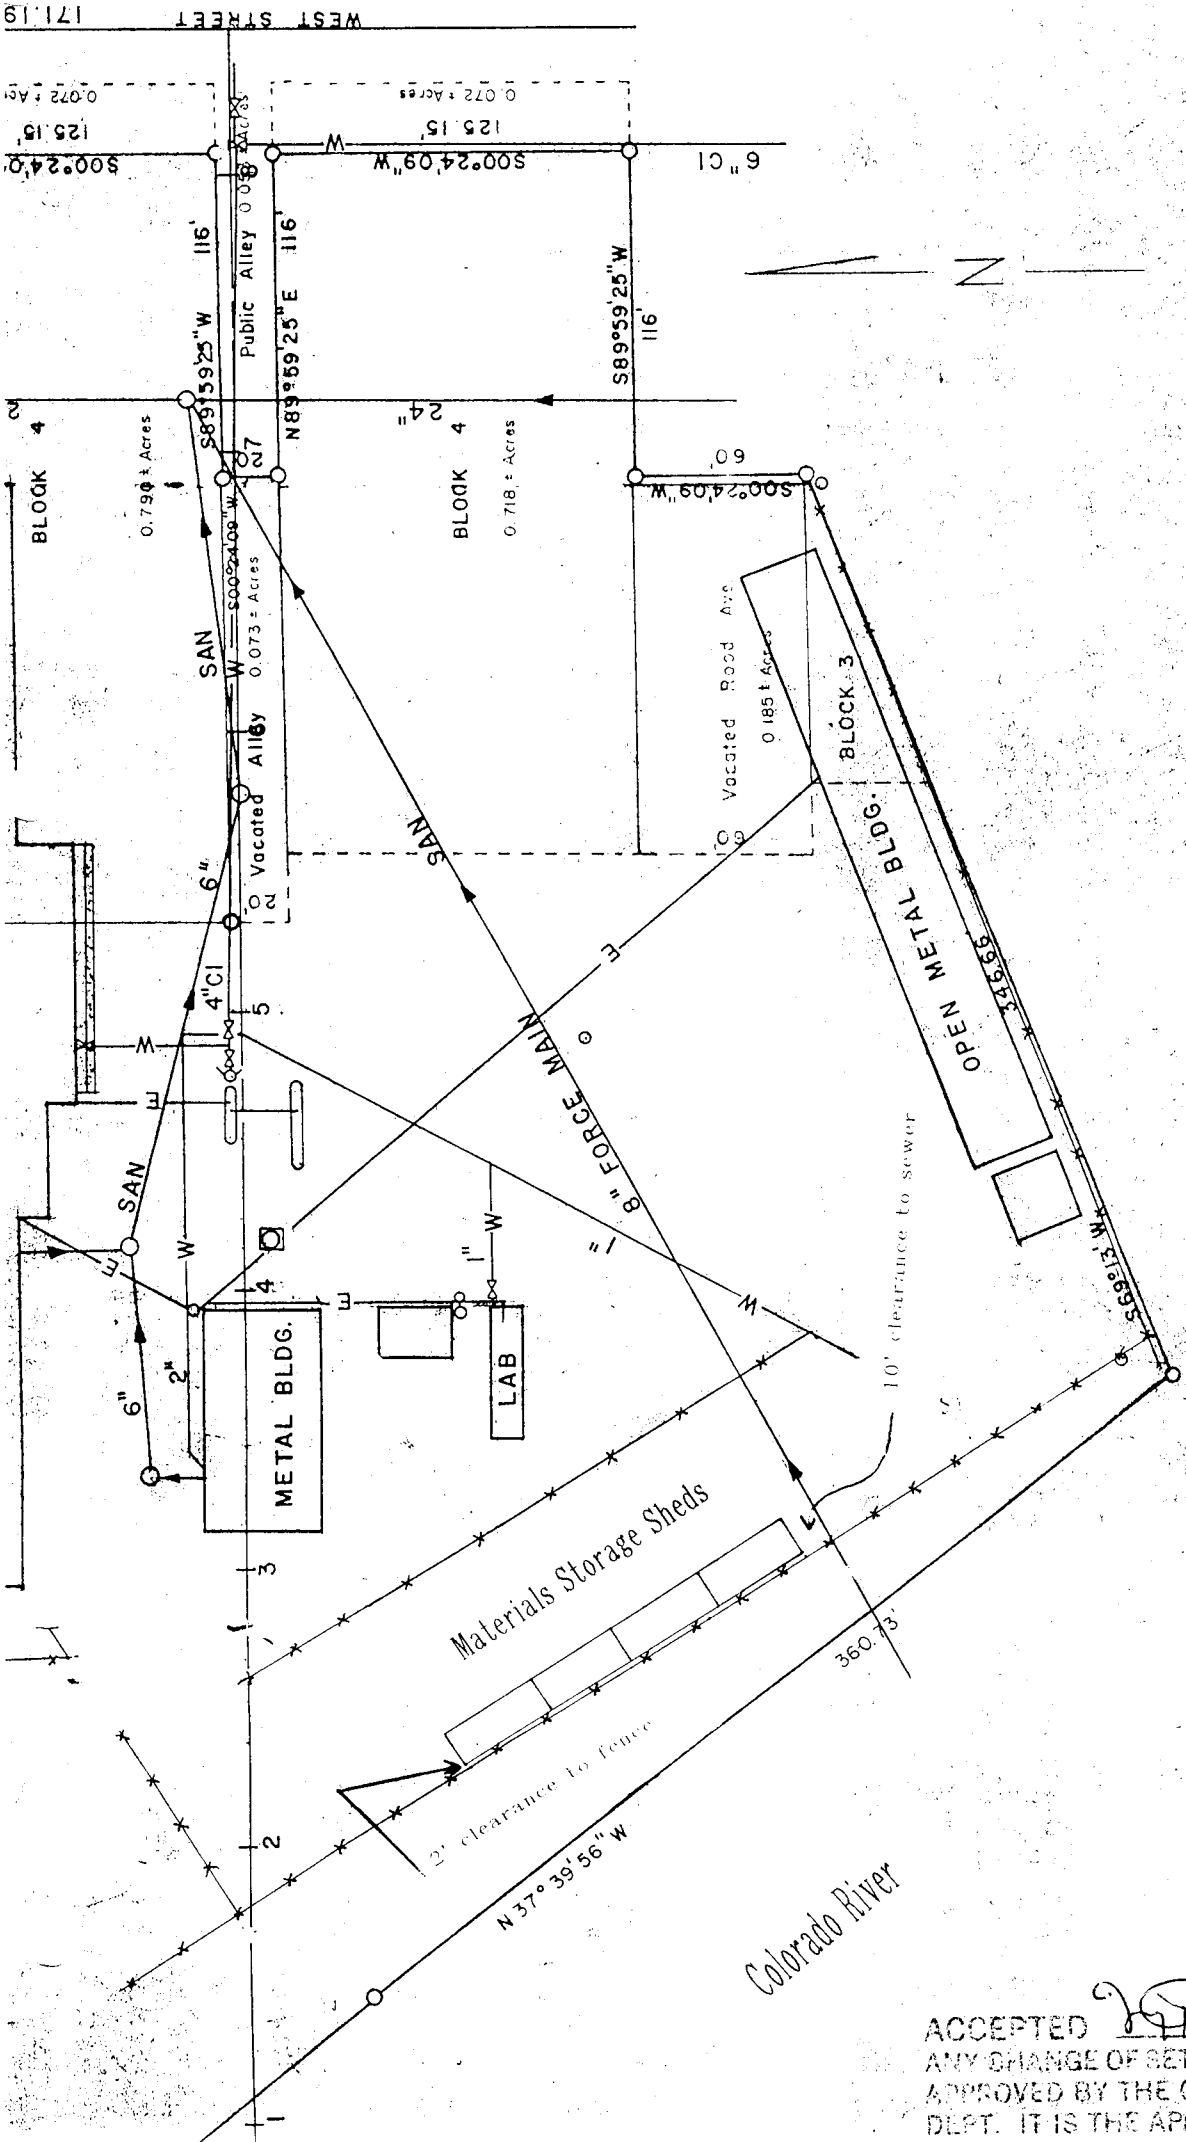 171.19
WEST STREET
0.072 ± Ac
0.072 ± Acres
125.15'
125.15'
S00°24'0
S00°24'09"W
W
6" CI
116'
S89°59'25"W
Public Alley
Acres
N89°59'25"E 116'
S89°59'25"W
116'
N
BLOCK 4
0.790 ± Acres
24"
BLOCK 4
0.718 ± Acres
60'
S00°24'09"W
S00°24'09"W
SAN
W
0.073 ± Acres
Vacated Alley
6"
20'
Vacated Rood Ave.
0.185 ± Acres
60'
BLOCK 3
OPEN METAL BLDG.
346.66'
S69°13'W
SAN
E
8" FORCE MAIN
4" CI
5
W
E
SAN
W
E
1"
1"
W
W
4
E
2"
6"
METAL BLDG.
LAB
10' clearance to sewer
3
Materials Storage Sheds
360.73'
2' clearance to fence
2
N 37° 39' 56" W
Colorado River
1
ACCEPTED
ANY CHANGE OF SET
APPROVED BY THE
DEPT. IT IS THE AP